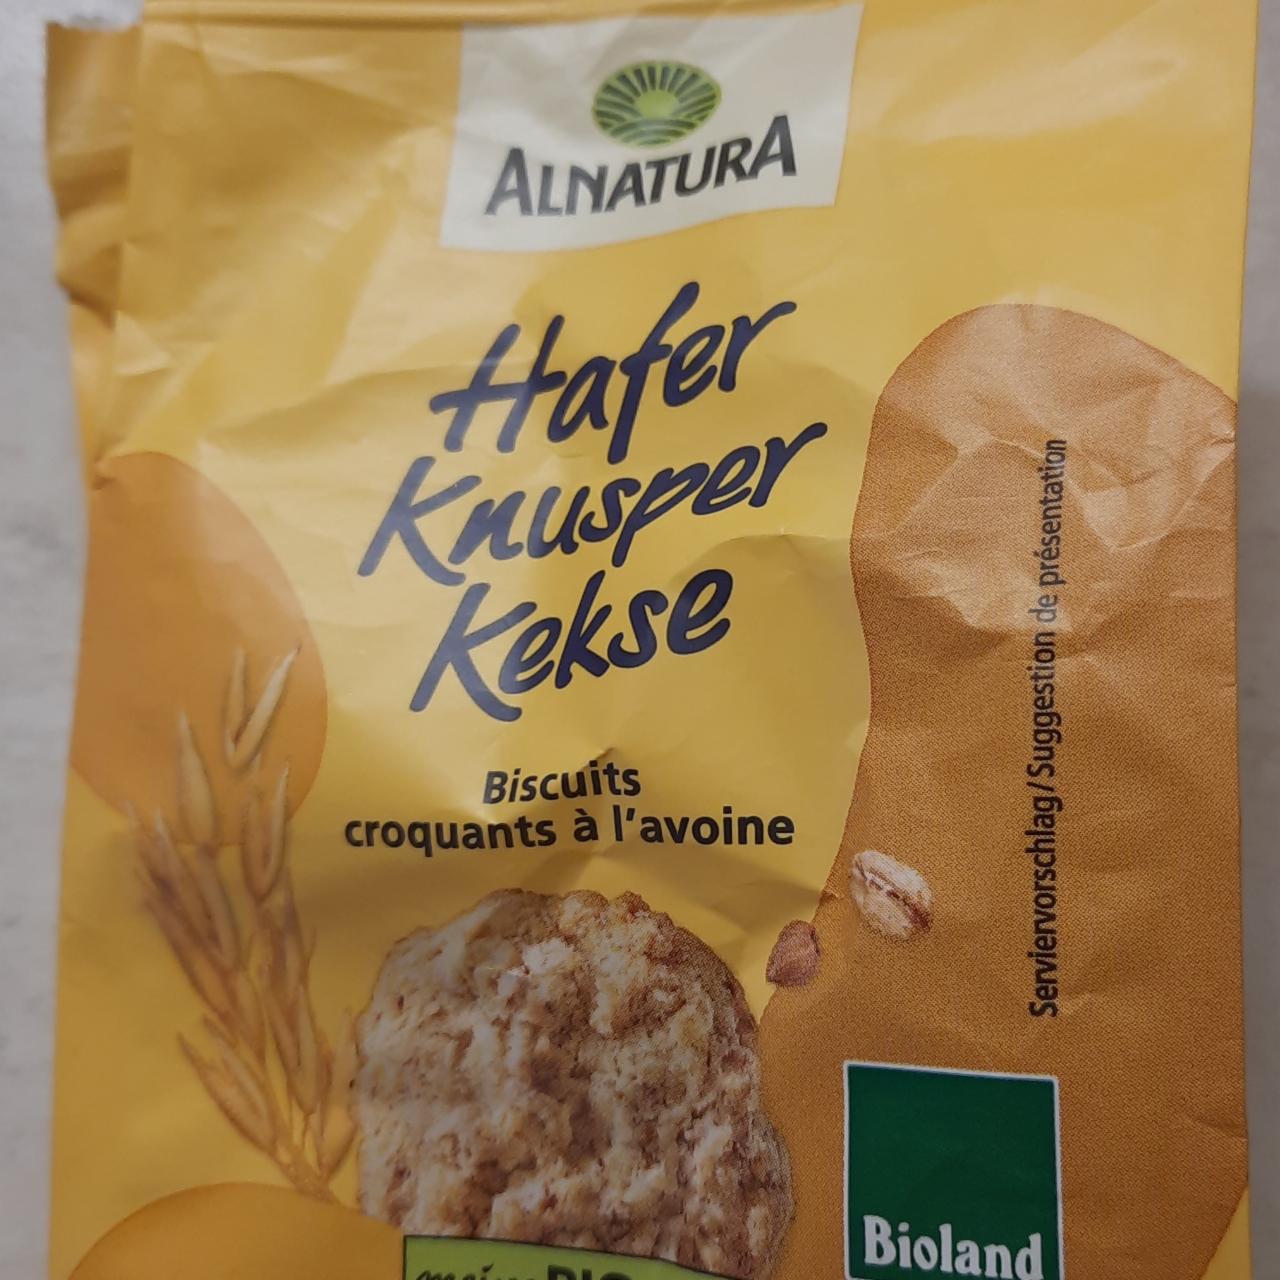 ALNATURA
Hafer
Knusper
Kekse
Biscuits
croquants à l'avoine
Serviervorschlag/Suggestion de présentation
Bioland